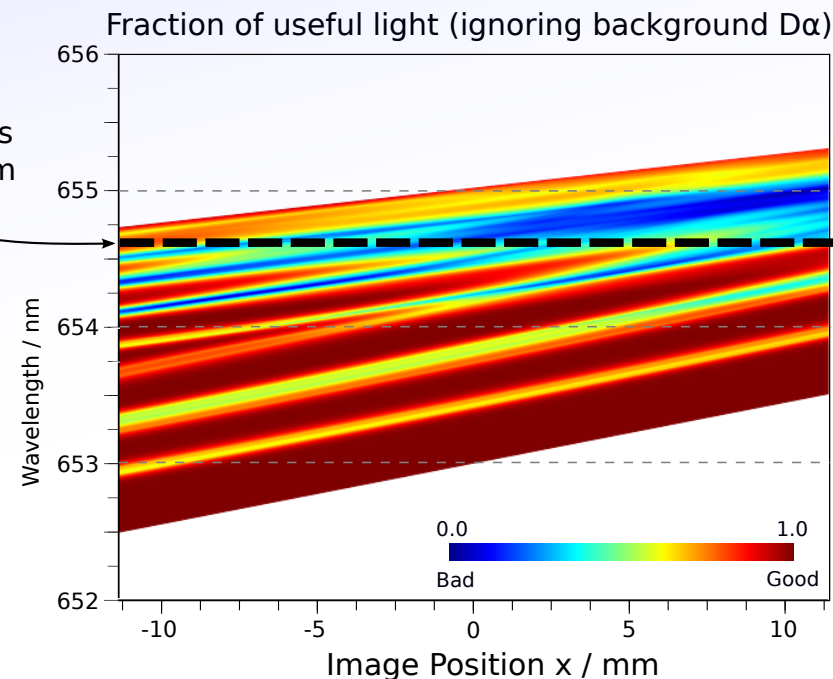 Fraction of useful light (ignoring background Dα)
656
s
m
655
654
653
652
Wavelength / nm
0.0 1.0
Bad Good
-10 -5 0 5 10
Image Position x / mm